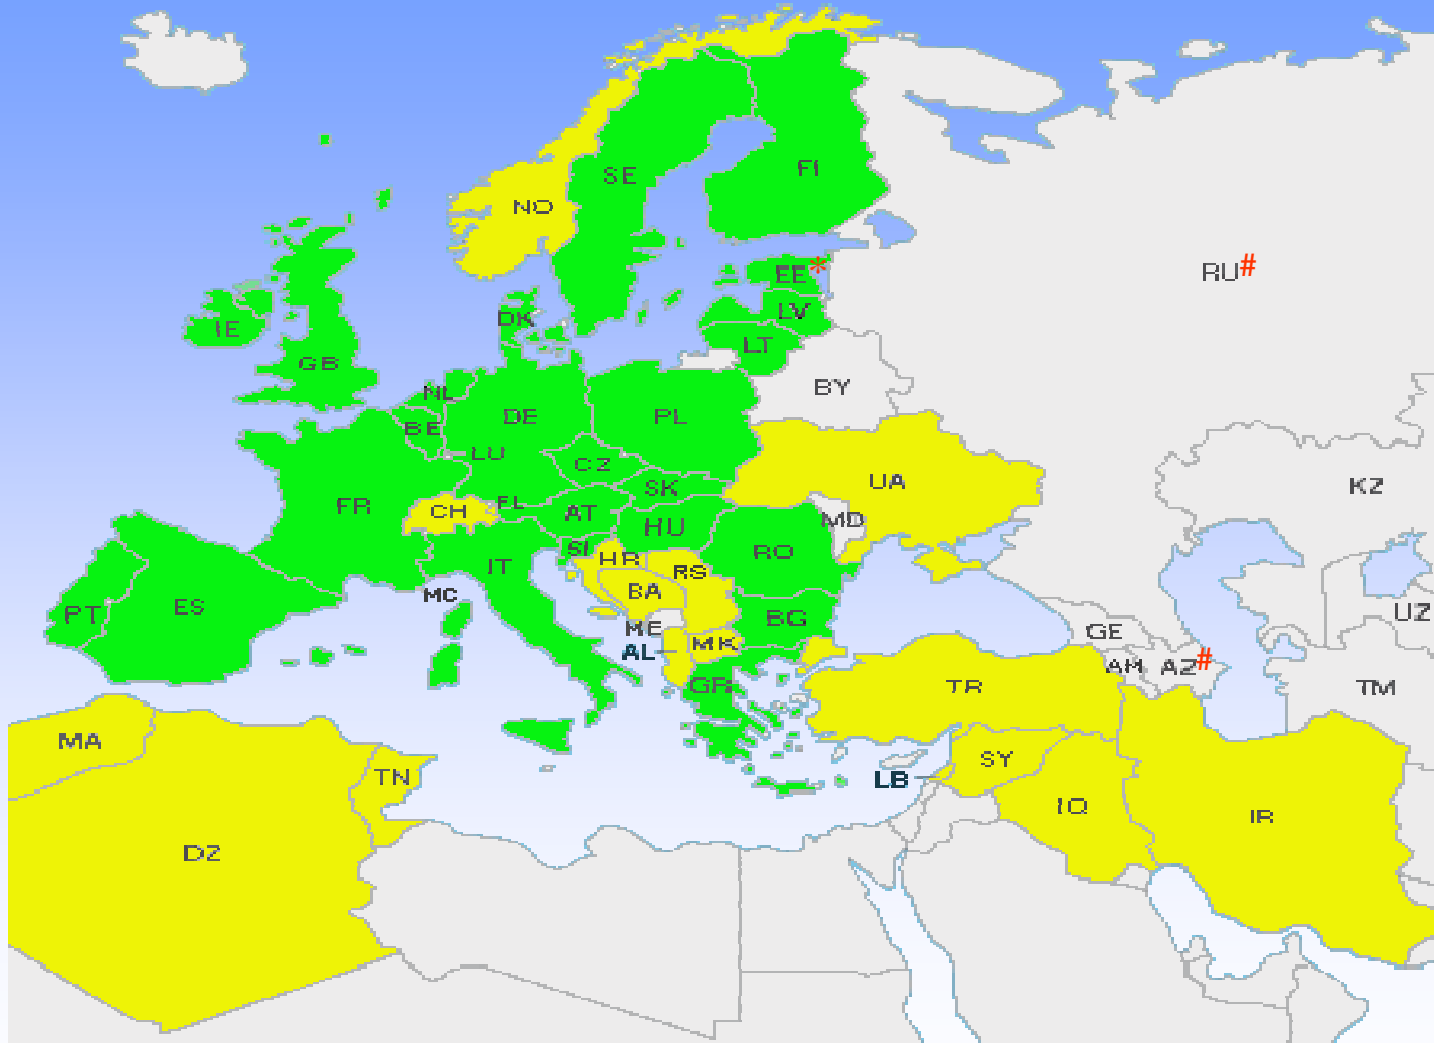 NO
SE
FI
RU#
EE*
LV
LT
DK
IE
GB
NL
BE
DE
PL
BY
LU
CZ
SK
UA
KZ
FR
CH
FL
AT
HU
MD
RO
SI
IT
HR
RS
BA
MC
PT
ES
BG
ME
AL
MK
GE
UZ
AM
AZ#
TM
GR
TR
MA
TN
SY
LB
IQ
IR
DZ